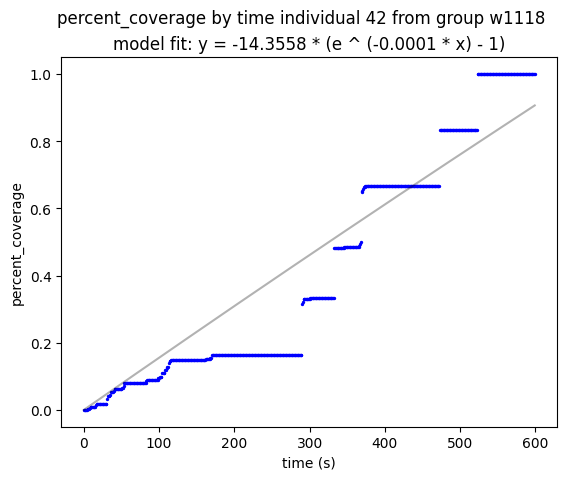 percent_coverage by time individual 42 from group w1118
model fit: y = -14.3558 * (e ^ (-0.0001 * x) - 1)
1.0
0.8
0.6
0.4
0.2
0.0
percent_coverage
0 100 200 300 400 500 600
time (s)